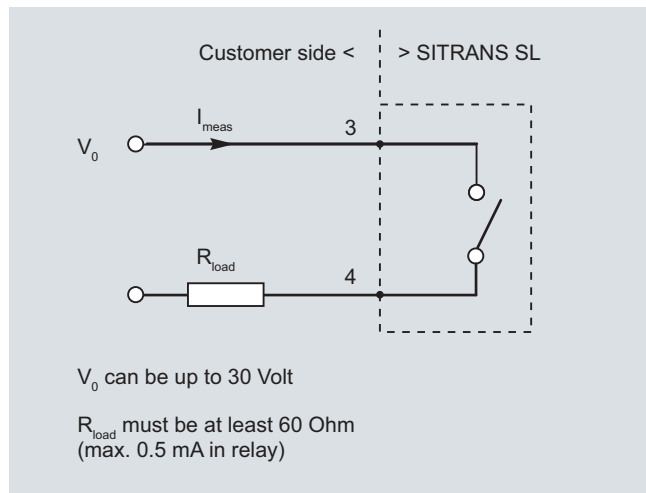 Customer side < > SITRANS SL
I_meas 3
V_0
R_load 4
V_0 can be up to 30 Volt
R_load must be at least 60 Ohm
(max. 0.5 mA in relay)